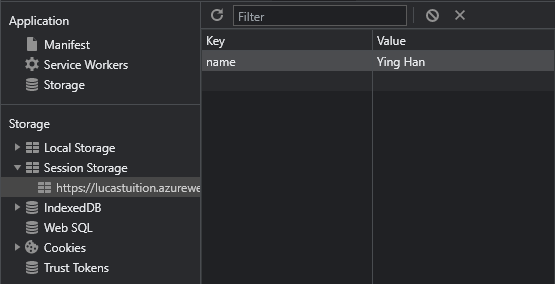 Application
Manifest
Service Workers
Storage
Storage
Local Storage
Session Storage
https://lucastuition.azurewe
IndexedDB
Web SQL
Cookies
Trust Tokens
Filter
Key Value
name Ying Han